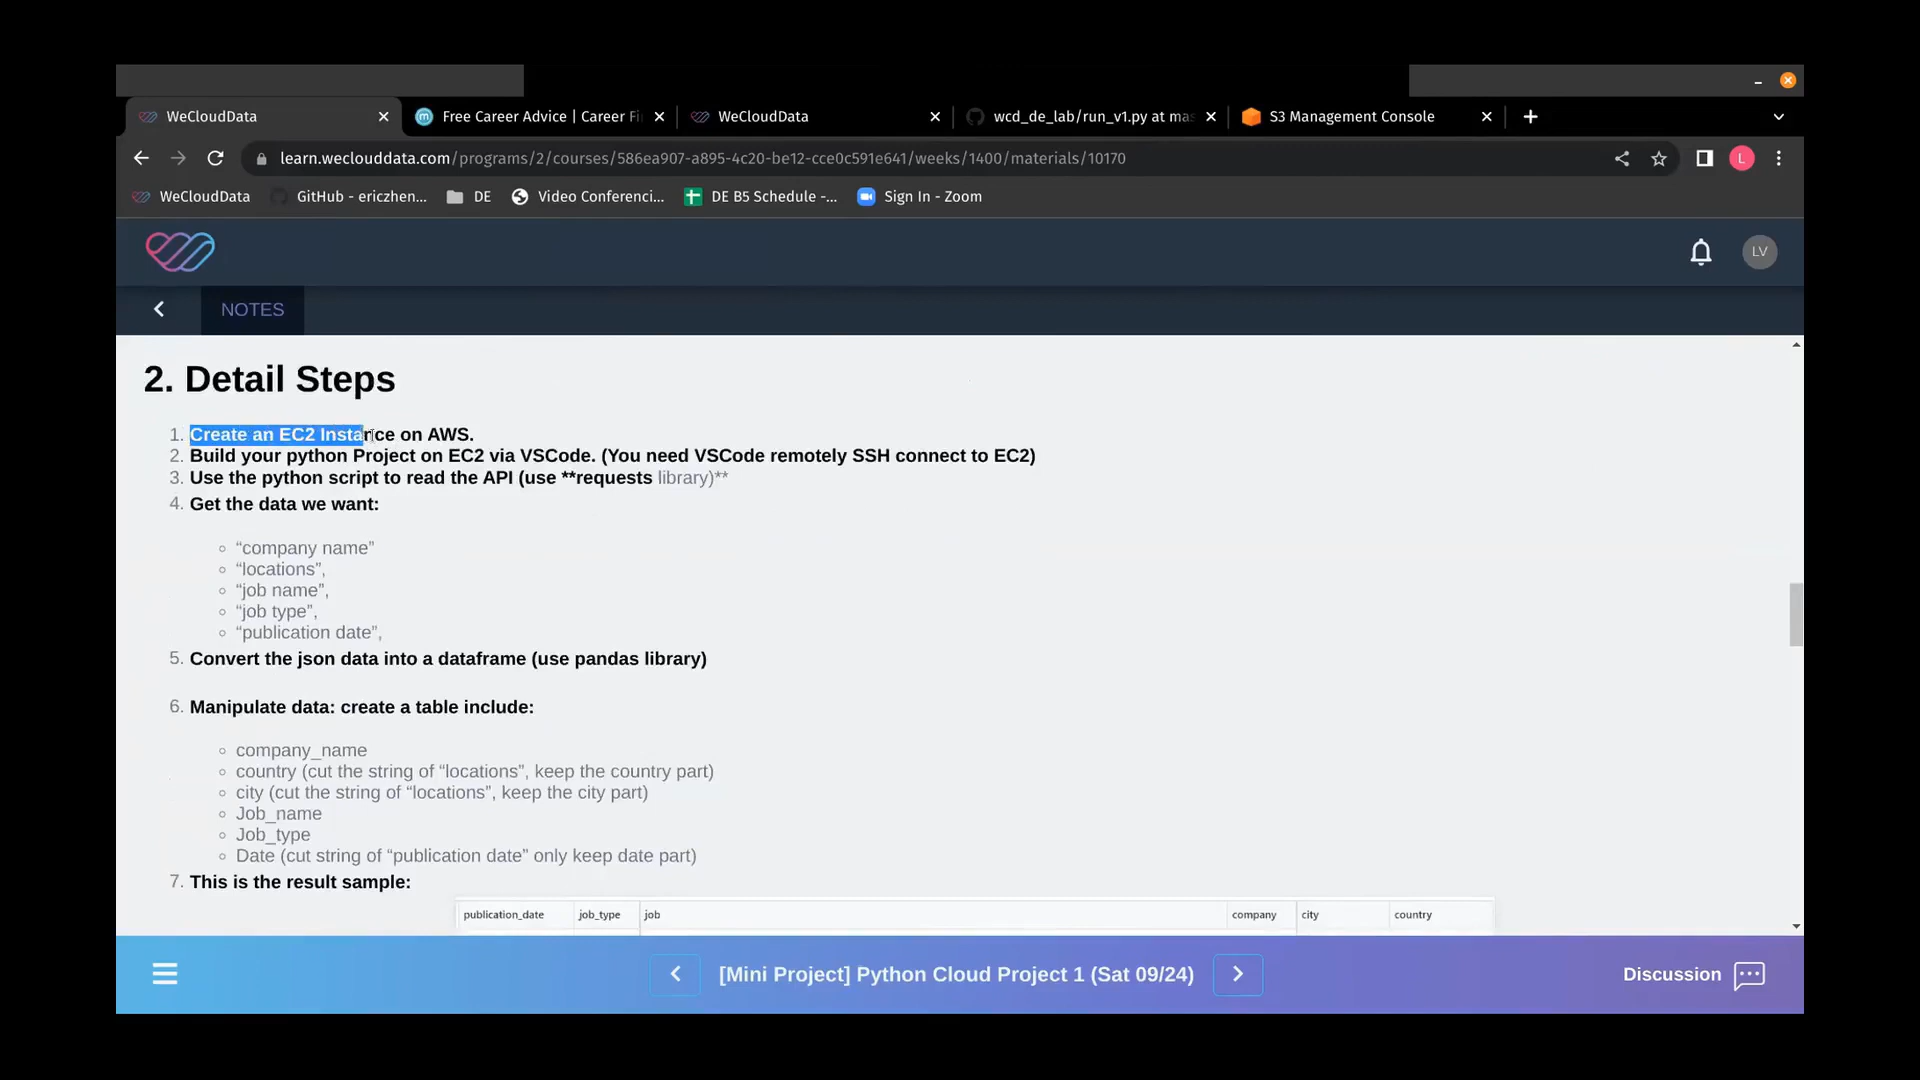 WeCloudData
Free Career Advice | Career Fi
WeCloudData
wcd_de_lab/run_v1.py at mas
S3 Management Console
learn.weclouddata.com/programs/2/courses/586ea907-a895-4c20-be12-cce0c591e641/weeks/1400/materials/10170
L
WeCloudData
GitHub - ericzhen...
DE
Video Conferenci...
DE B5 Schedule -...
Sign In - Zoom
LV
NOTES
2. Detail Steps
1. Create an EC2 Instance on AWS.
2. Build your python Project on EC2 via VSCode. (You need VSCode remotely SSH connect to EC2)
3. Use the python script to read the API (use **requests library)**
4. Get the data we want:
“company name”
“locations”,
“job name”,
“job type”,
“publication date”,
5. Convert the json data into a dataframe (use pandas library)
6. Manipulate data: create a table include:
company_name
country (cut the string of “locations”, keep the country part)
city (cut the string of “locations”, keep the city part)
Job_name
Job_type
Date (cut string of “publication date” only keep date part)
7. This is the result sample:
publication_date job_type job company city country
[Mini Project] Python Cloud Project 1 (Sat 09/24)
Discussion